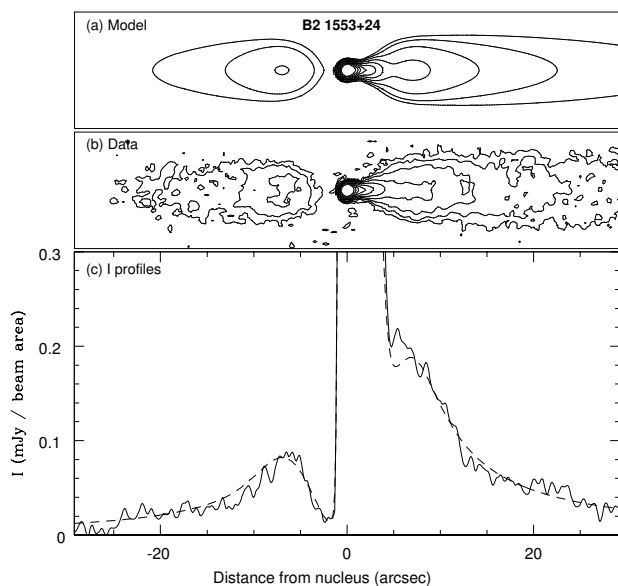 (a) Model B2 1553+24
(b) Data
(c) I profiles
0.3
0.2
0.1
0
I (mJy / beam area)
-20 0 20
Distance from nucleus (arcsec)